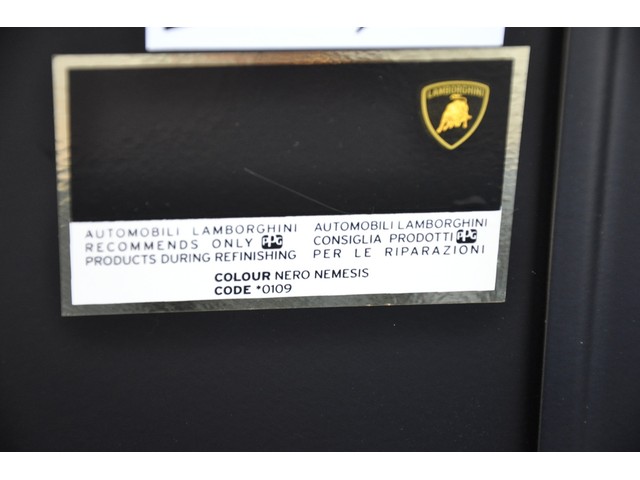 LAMBORGHINI
AUTOMOBILI LAMBORGHINI
RECOMMENDS ONLY PPG
PRODUCTS DURING REFINISHING
AUTOMOBILI LAMBORGHINI
CONSIGLIA PRODOTTI PPG
PER LE RIPARAZIONI
COLOUR NERO NEMESIS
CODE *0109